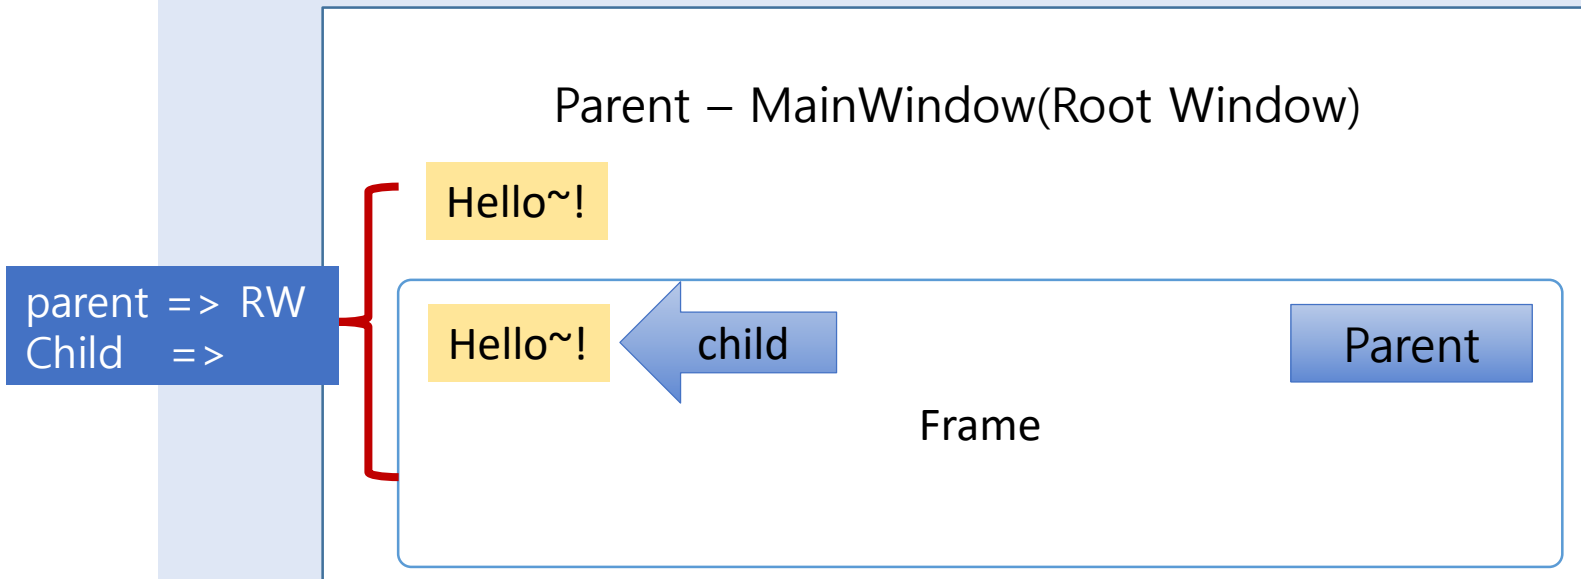 Parent – MainWindow(Root Window)
Hello~!
parent => RW
Child =>
Hello~!
child
Parent
Frame